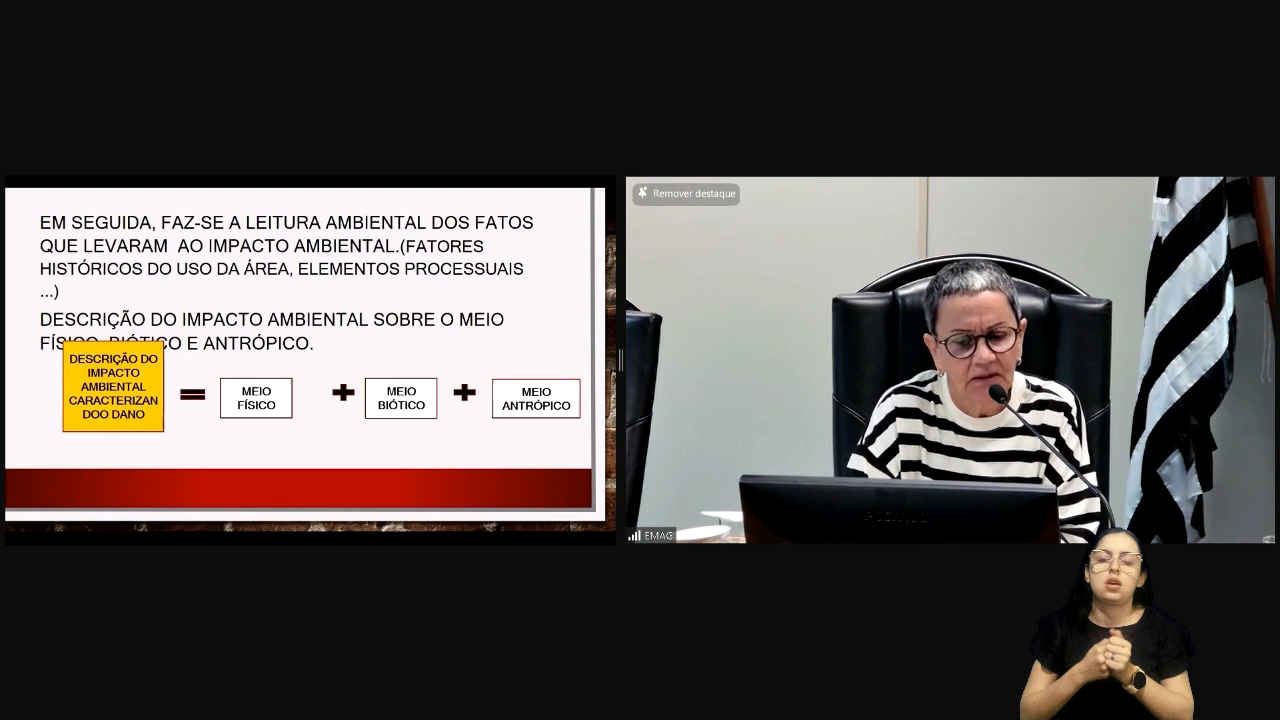 EM SEGUIDA, FAZ-SE A LEITURA AMBIENTAL DOS FATOS
QUE LEVARAM AO IMPACTO AMBIENTAL.(FATORES
HISTÓRICOS DO USO DA ÁREA, ELEMENTOS PROCESSUAIS
...)
DESCRIÇÃO DO IMPACTO AMBIENTAL SOBRE O MEIO
FÍSICO, BIÓTICO E ANTRÓPICO.
DESCRIÇÃO DO
IMPACTO
AMBIENTAL
CARACTERIZAN
DOO DANO
=
MEIO
FÍSICO
+
MEIO
BIÓTICO
+
MEIO
ANTRÓPICO
Remover destaque
EMAG